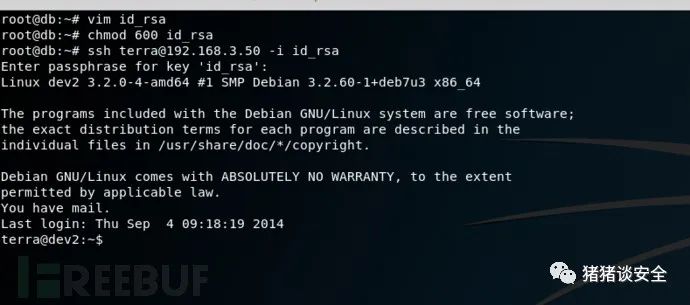 root@db:~# vim id_rsa
root@db:~# chmod 600 id_rsa
root@db:~# ssh terra@192.168.3.50 -i id_rsa
Enter passphrase for key 'id_rsa':
Linux dev2 3.2.0-4-amd64 #1 SMP Debian 3.2.60-1+deb7u3 x86_64
The programs included with the Debian GNU/Linux system are free software;
the exact distribution terms for each program are described in the
individual files in /usr/share/doc/*/copyright.
Debian GNU/Linux comes with ABSOLUTELY NO WARRANTY, to the extent
permitted by applicable law.
You have mail.
Last login: Thu Sep  4 09:18:19 2014
terra@dev2:~$
FREEBUF
猪猪谈安全